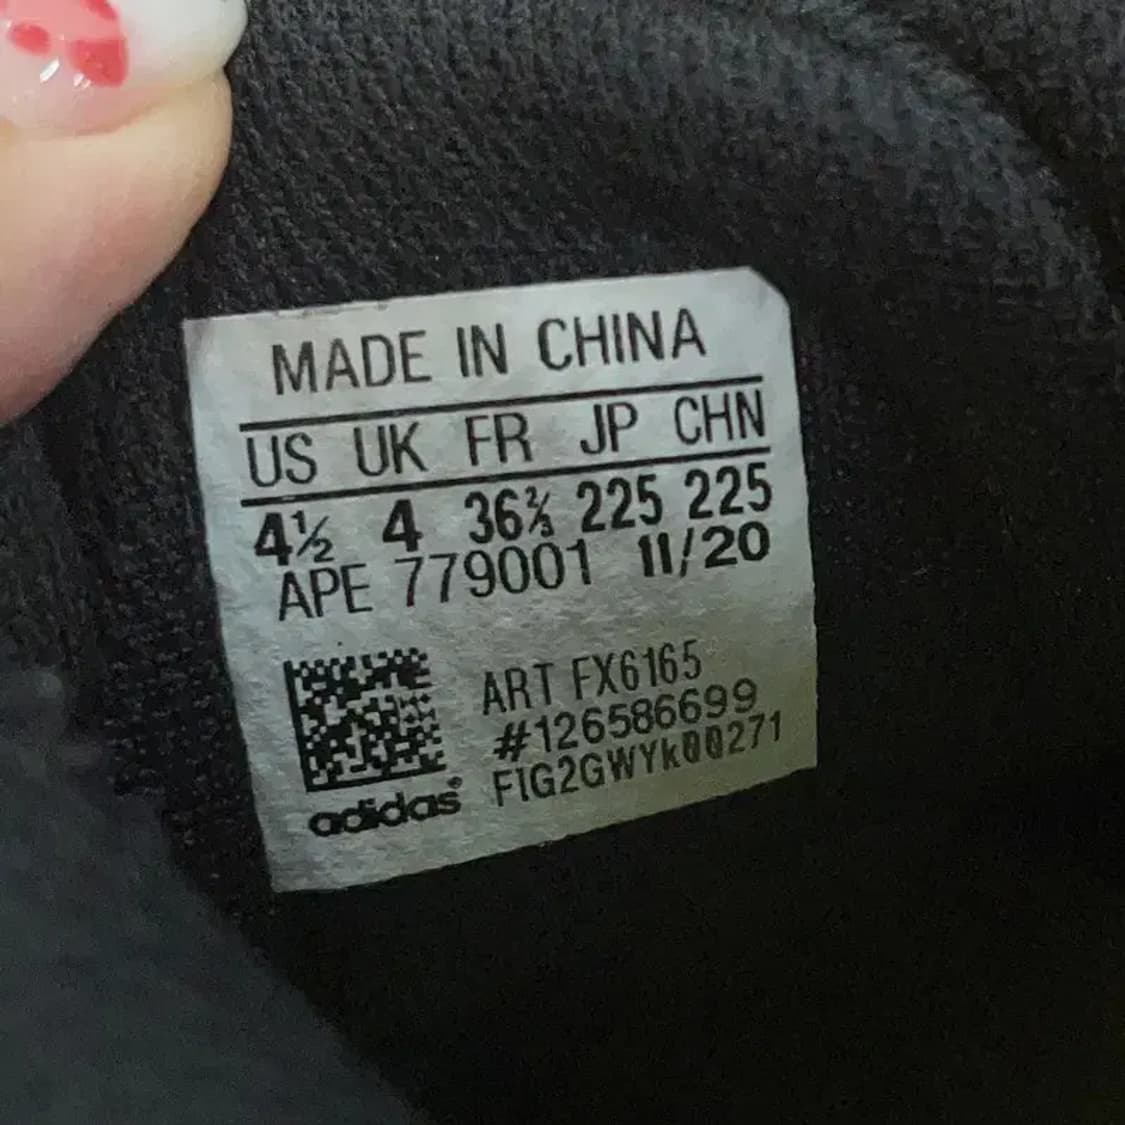 MADE IN CHINA
US UK FR JP CHN
4½ 4 36⅔ 225 225
APE 779001 11/20
ART FX6165
#126586699
F1G2GWYk00271
adidas®